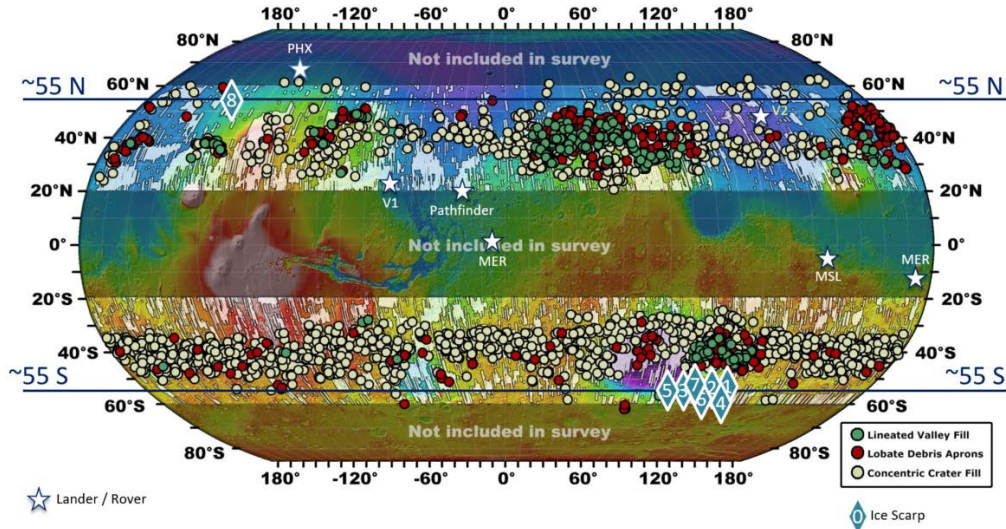 180° -120° -60° 0° 60° 120° 180°
80°N 80°N
PHX
Not included in survey
60°N 60°N
~55 N ~55 N
8
V2
40°N 40°N
20°N 20°N
V1
Pathfinder
0° Not included in survey 0°
MER
MSL
MER
20°S 20°S
40°S 40°S
~55 S ~55 S
5 3 7 2 1
6 4
60°S 60°S
Not included in survey
80°S 80°S
180° -120° -60° 0° 60° 120° 180°
Lineated Valley Fill
Lobate Debris Aprons
Concentric Crater Fill
Lander / Rover
0 Ice Scarp